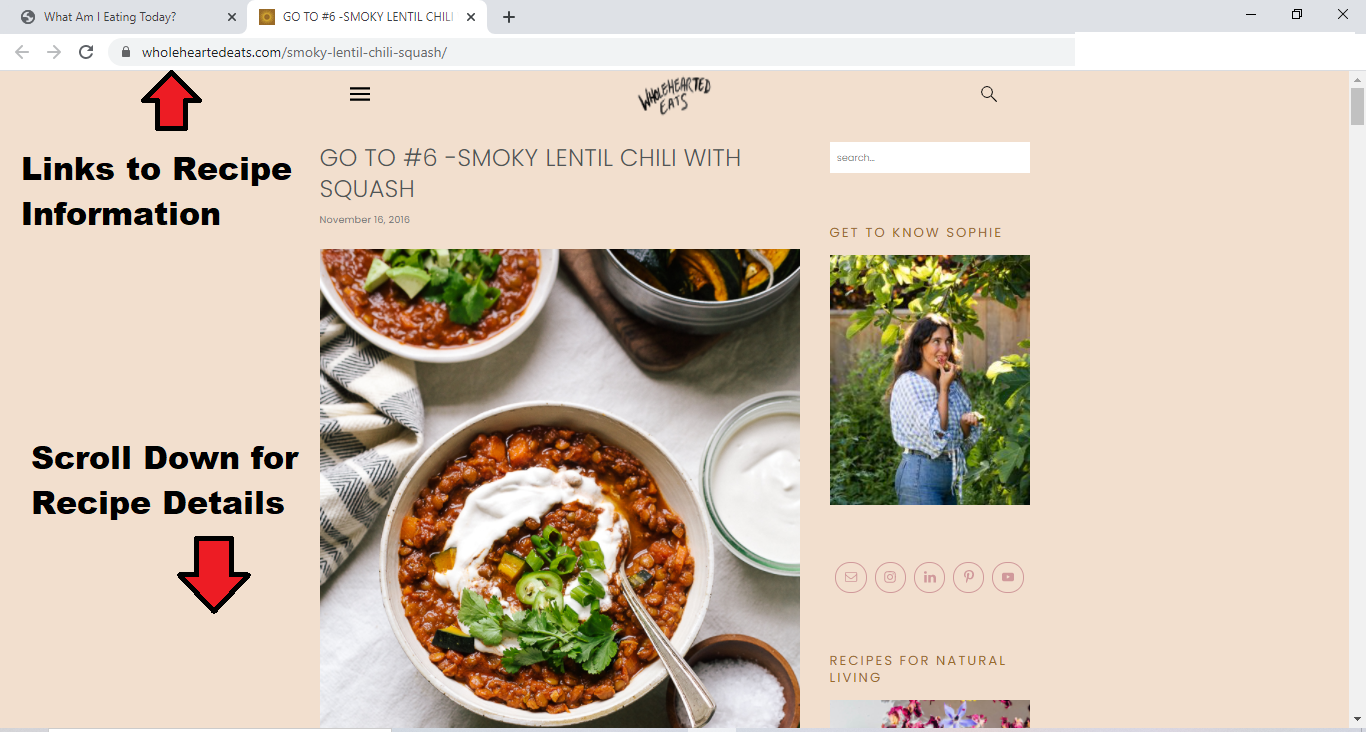 What Am I Eating Today?
GO TO #6 -SMOKY LENTIL CHILI
wholeheartedeats.com/smoky-lentil-chili-squash/
WHOLEHEARTED
EATS
Links to Recipe
Information
GO TO #6 -SMOKY LENTIL CHILI WITH
SQUASH
November 16, 2016
search...
GET TO KNOW SOPHIE
Scroll Down for
Recipe Details
RECIPES FOR NATURAL
LIVING